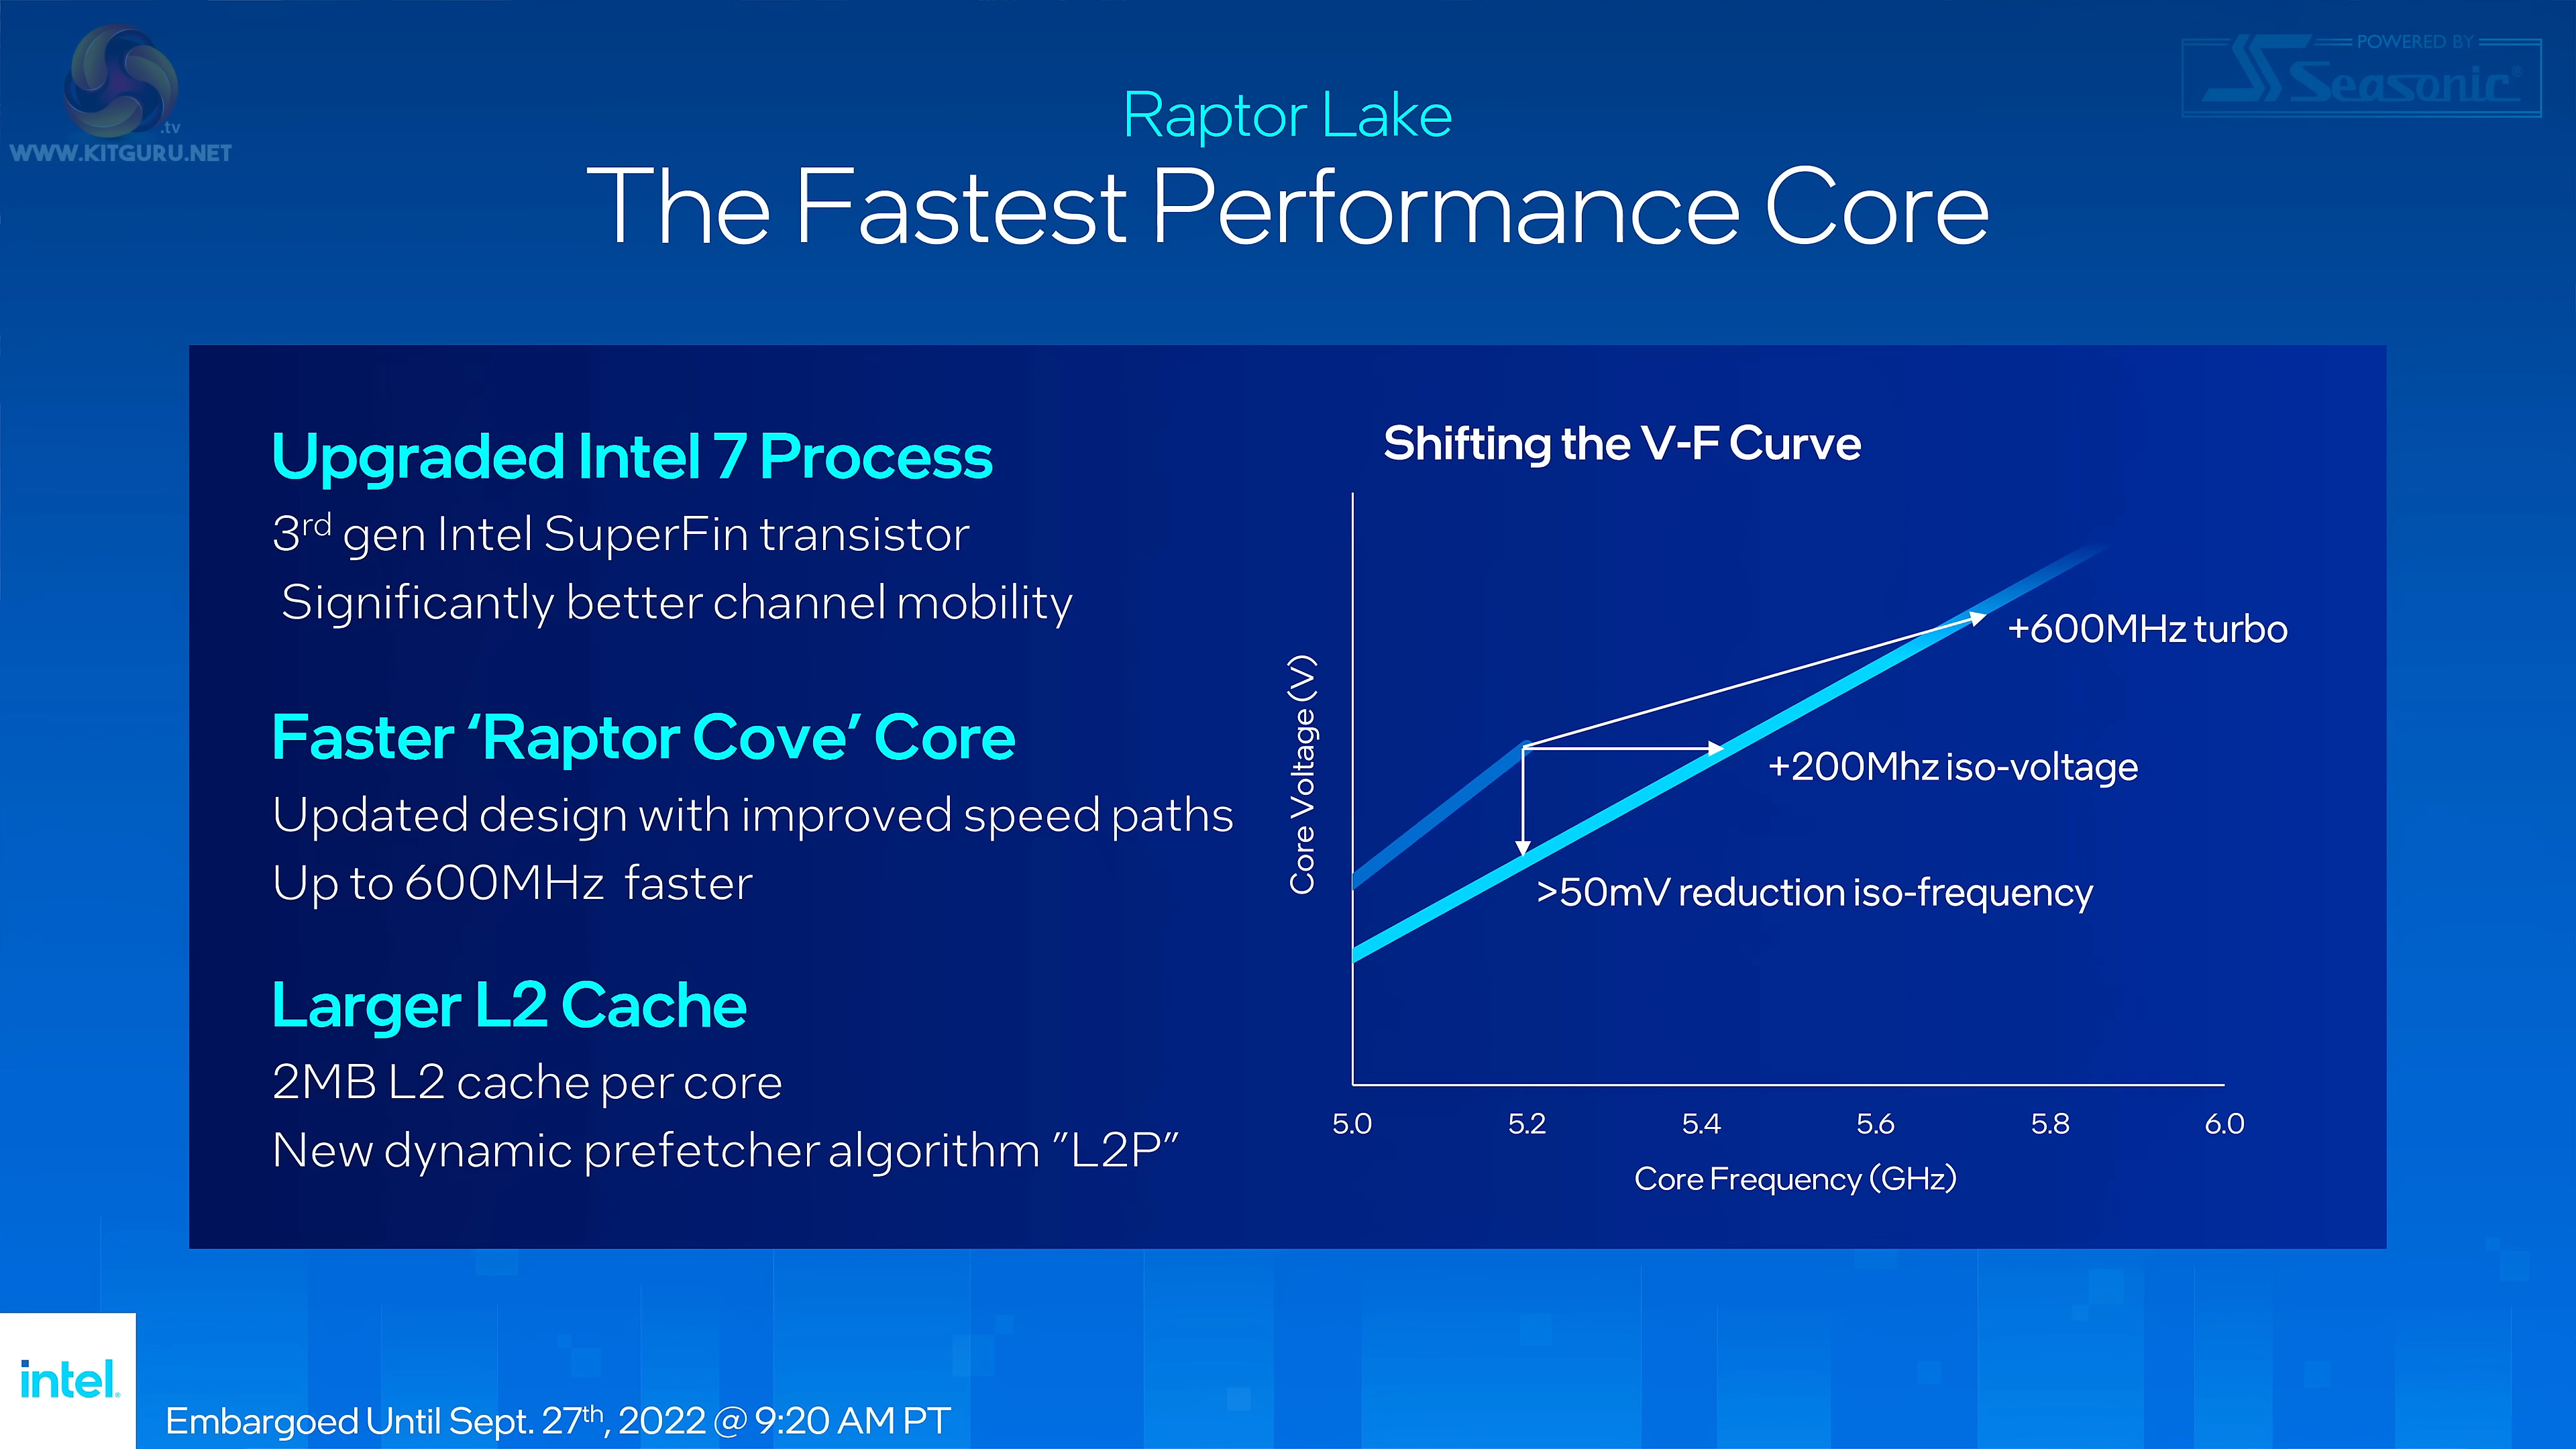 .tv
WWW.KITGURU.NET
POWERED BY
Seasonic®
Raptor Lake
The Fastest Performance Core
Upgraded Intel 7 Process
3rd gen Intel SuperFin transistor
Significantly better channel mobility
Faster ‘Raptor Cove’ Core
Updated design with improved speed paths
Up to 600MHz faster
Larger L2 Cache
2MB L2 cache per core
New dynamic prefetcher algorithm ”L2P”
Shifting the V-F Curve
Core Voltage (V)
+600MHz turbo
+200Mhz iso-voltage
>50mV reduction iso-frequency
5.0 5.2 5.4 5.6 5.8 6.0
Core Frequency (GHz)
intel.
Embargoed Until Sept. 27th, 2022 @ 9:20 AM PT